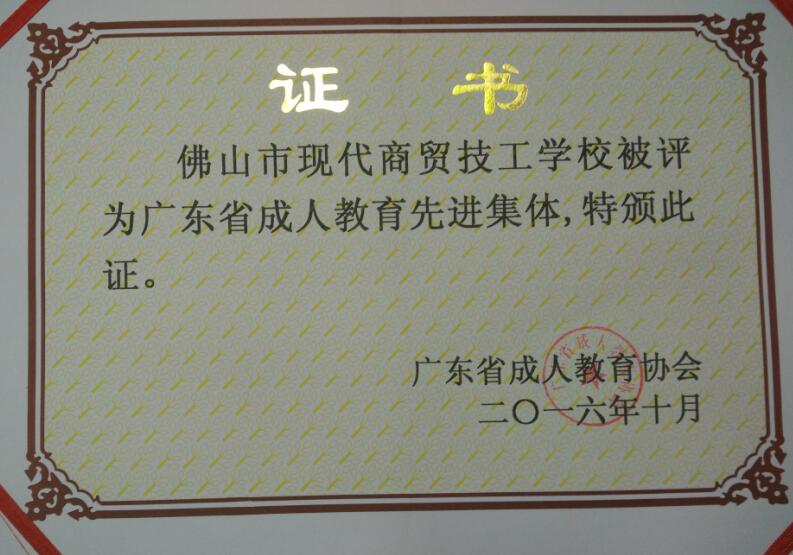 证 书
佛山市现代商贸技工学校被评
为广东省成人教育先进集体,特颁此
证。
广东省成人教育协会
二〇一六年十月